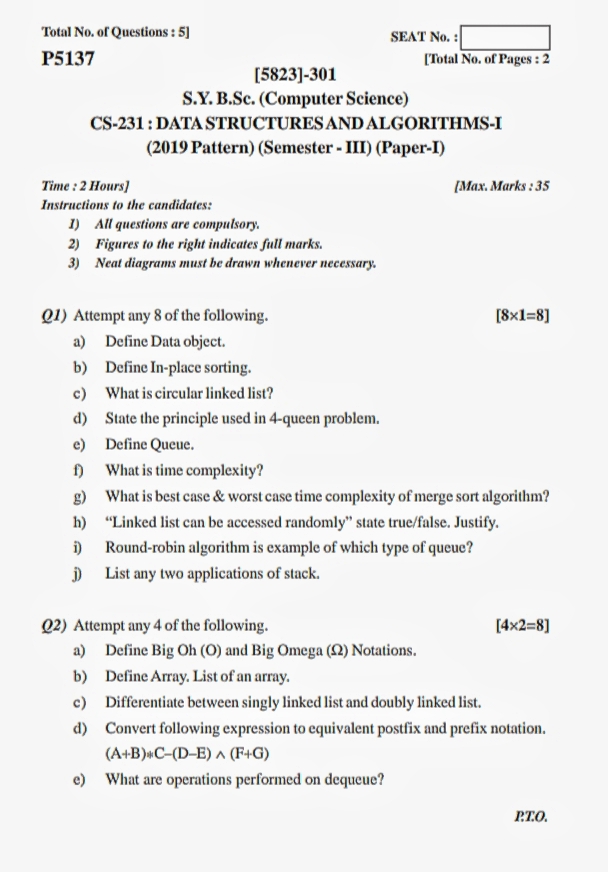 Total No. of Questions : 5]
SEAT No. :
P5137
[Total No. of Pages : 2
[5823]-301
S.Y. B.Sc. (Computer Science)
CS-231 : DATA STRUCTURES AND ALGORITHMS-I
(2019 Pattern) (Semester - III) (Paper-I)
Time : 2 Hours]
[Max. Marks : 35
Instructions to the candidates:
1) All questions are compulsory.
2) Figures to the right indicates full marks.
3) Neat diagrams must be drawn whenever necessary.
Q1) Attempt any 8 of the following. [8×1=8]
a) Define Data object.
b) Define In-place sorting.
c) What is circular linked list?
d) State the principle used in 4-queen problem.
e) Define Queue.
f) What is time complexity?
g) What is best case & worst case time complexity of merge sort algorithm?
h) “Linked list can be accessed randomly” state true/false. Justify.
i) Round-robin algorithm is example of which type of queue?
j) List any two applications of stack.
Q2) Attempt any 4 of the following. [4×2=8]
a) Define Big Oh (O) and Big Omega (Ω) Notations.
b) Define Array. List of an array.
c) Differentiate between singly linked list and doubly linked list.
d) Convert following expression to equivalent postfix and prefix notation.
(A+B)*C–(D–E) ∧ (F+G)
e) What are operations performed on dequeue?
P.T.O.